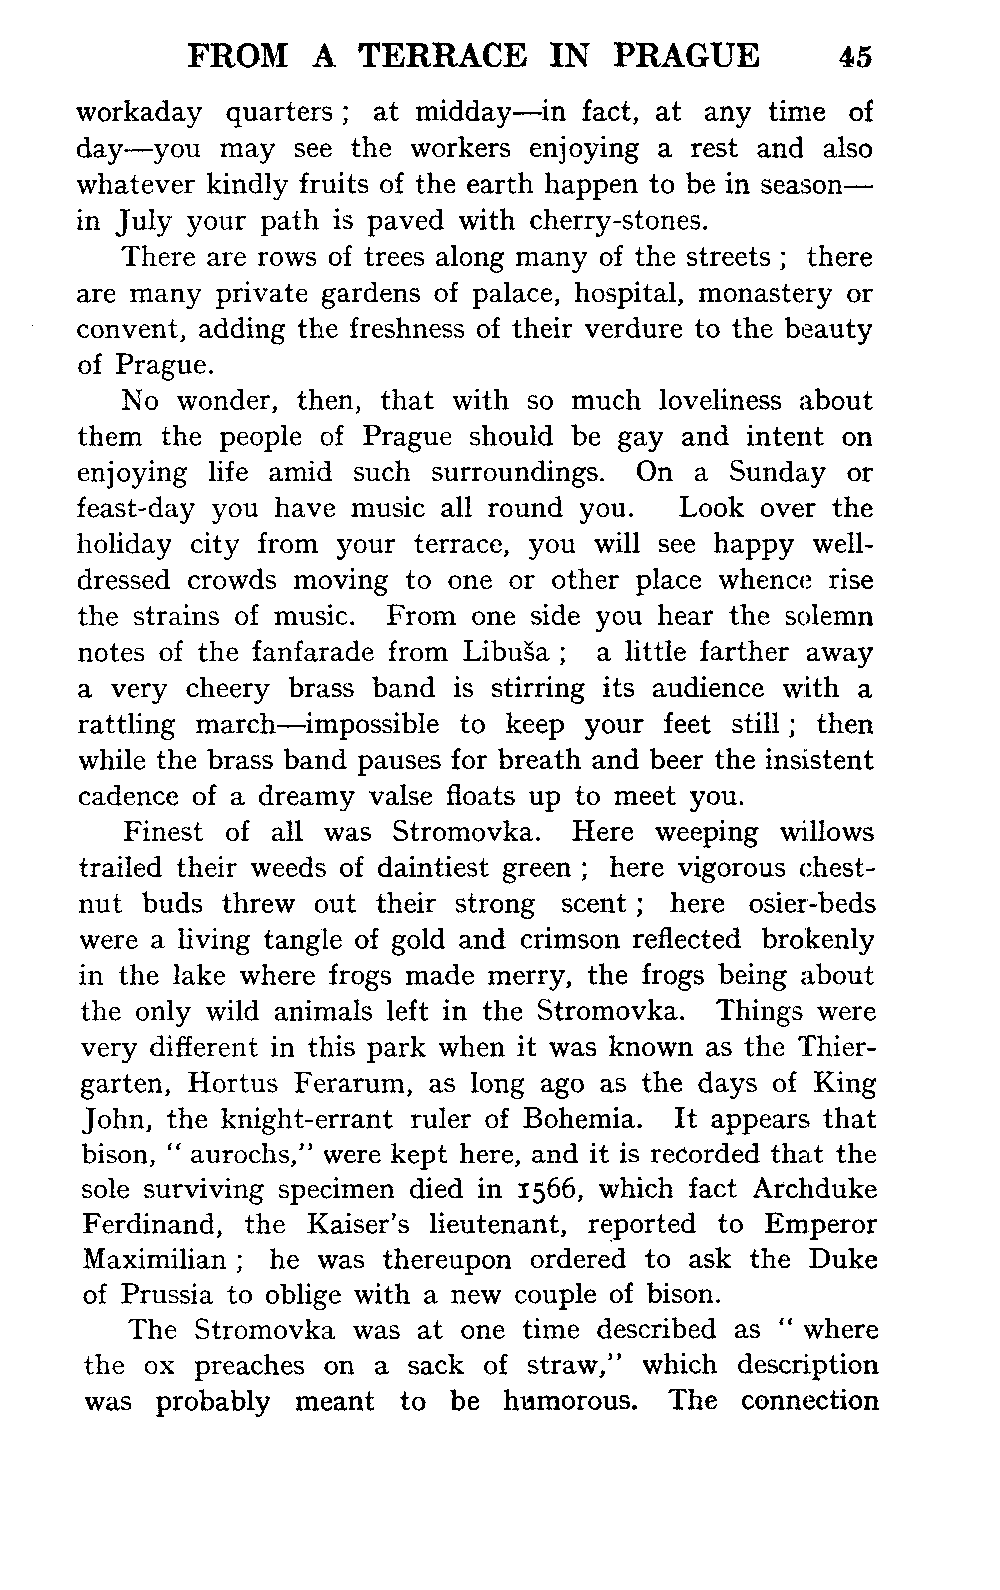 FROM A TERRACE IN PRAGUE 45
workaday quarters ; at midday—in fact, at any time of
day—you may see the workers enjoying a rest and also
whatever kindly fruits of the earth happen to be in season—
in July your path is paved with cherry-stones.
There are rows of trees along many of the streets ; there
are many private gardens of palace, hospital, monastery or
convent, adding the freshness of their verdure to the beauty
of Prague.
No wonder, then, that with so much loveliness about
them the people of Prague should be gay and intent on
enjoying life amid such surroundings. On a Sunday or
feast-day you have music all round you. Look over the
holiday city from your terrace, you will see happy well-
dressed crowds moving to one or other place whence rise
the strains of music. From one side you hear the solemn
notes of the fanfarade from Libuša ; a little farther away
a very cheery brass band is stirring its audience with a
rattling march—impossible to keep your feet still ; then
while the brass band pauses for breath and beer the insistent
cadence of a dreamy valse floats up to meet you.
Finest of all was Stromovka. Here weeping willows
trailed their weeds of daintiest green ; here vigorous chest-
nut buds threw out their strong scent ; here osier-beds
were a living tangle of gold and crimson reflected brokenly
in the lake where frogs made merry, the frogs being about
the only wild animals left in the Stromovka. Things were
very different in this park when it was known as the Thier-
garten, Hortus Ferarum, as long ago as the days of King
John, the knight-errant ruler of Bohemia. It appears that
bison, “ aurochs,” were kept here, and it is recorded that the
sole surviving specimen died in 1566, which fact Archduke
Ferdinand, the Kaiser's lieutenant, reported to Emperor
Maximilian ; he was thereupon ordered to ask the Duke
of Prussia to oblige with a new couple of bison.
The Stromovka was at one time described as “ where
the ox preaches on a sack of straw,” which description
was probably meant to be humorous. The connection